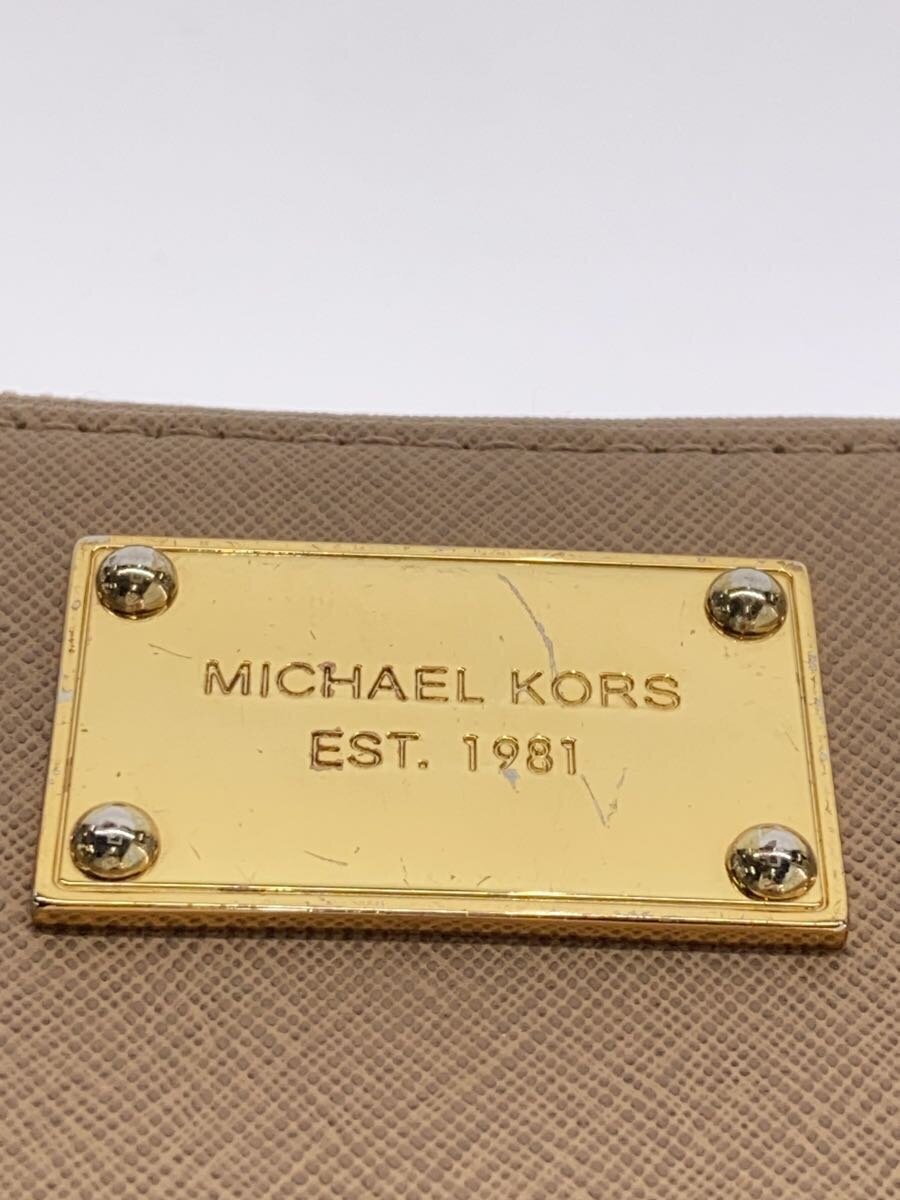 MICHAEL KORS
EST. 1981